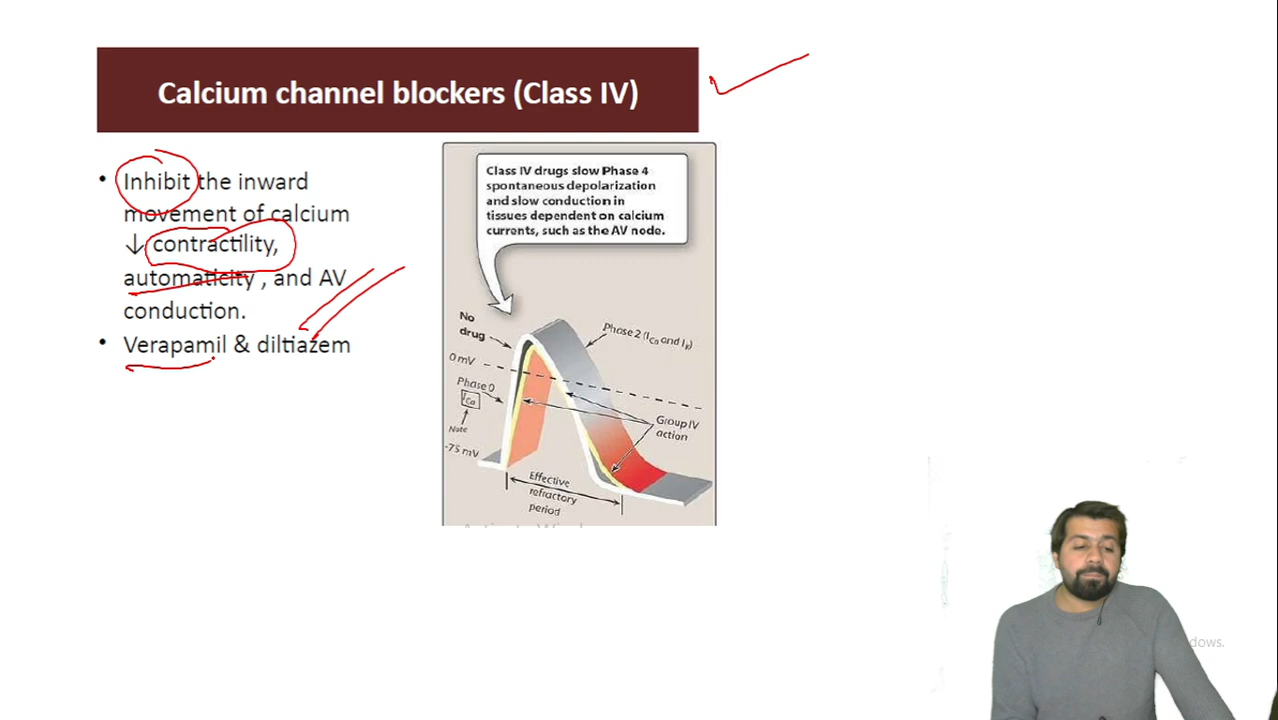 Calcium channel blockers (Class IV)
• Inhibit the inward
movement of calcium
↓ contractility,
automaticity , and AV
conduction.
• Verapamil & diltiazem
Class IV drugs slow Phase 4
spontaneous depolarization
and slow conduction in
tissues dependent on calcium
currents, such as the AV node.
No
drug
Phase 2 (ICa and IK)
0 mV
Phase 0
ICa
Note
Group IV
action
-75 mV
Effective
refractory
period
dows.